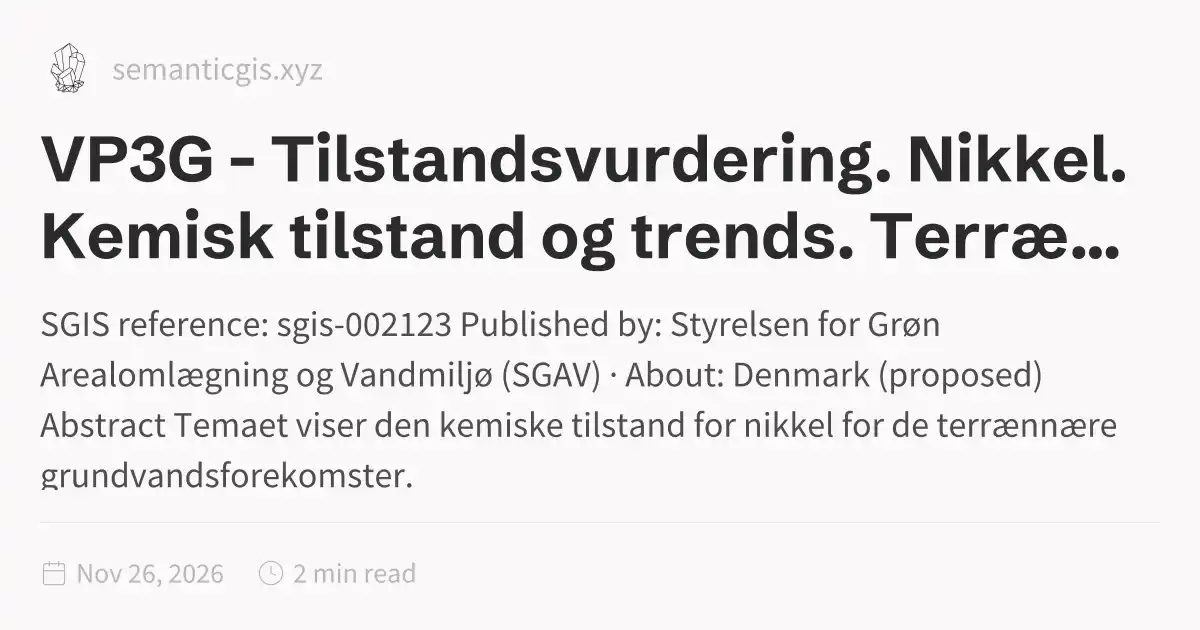 semanticgis.xyz
VP3G - Tilstandsvurdering. Nikkel.
Kemisk tilstand og trends. Terræ...
SGIS reference: sgis-002123 Published by: Styrelsen for Grøn
Arealomlægning og Vandmiljø (SGAV) · About: Denmark (proposed)
Abstract Temaet viser den kemiske tilstand for nikkel for de terrænnære
grundvandsforekomster.
Nov 26, 2026 2 min read